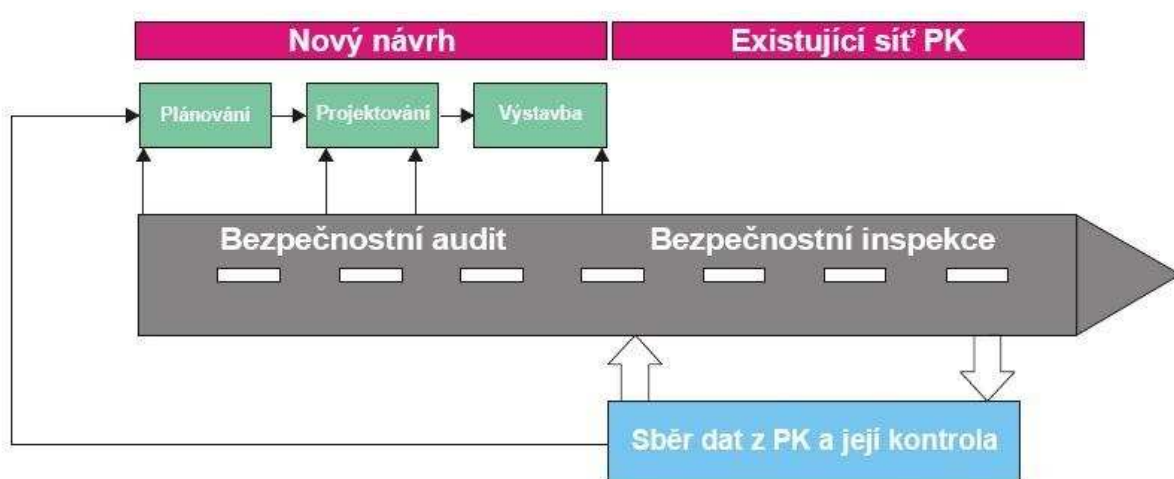 Nový návrh
Existující síť PK
Plánování
Projektování
Výstavba
Bezpečnostní audit
Bezpečnostní inspekce
Sběr dat z PK a její kontrola